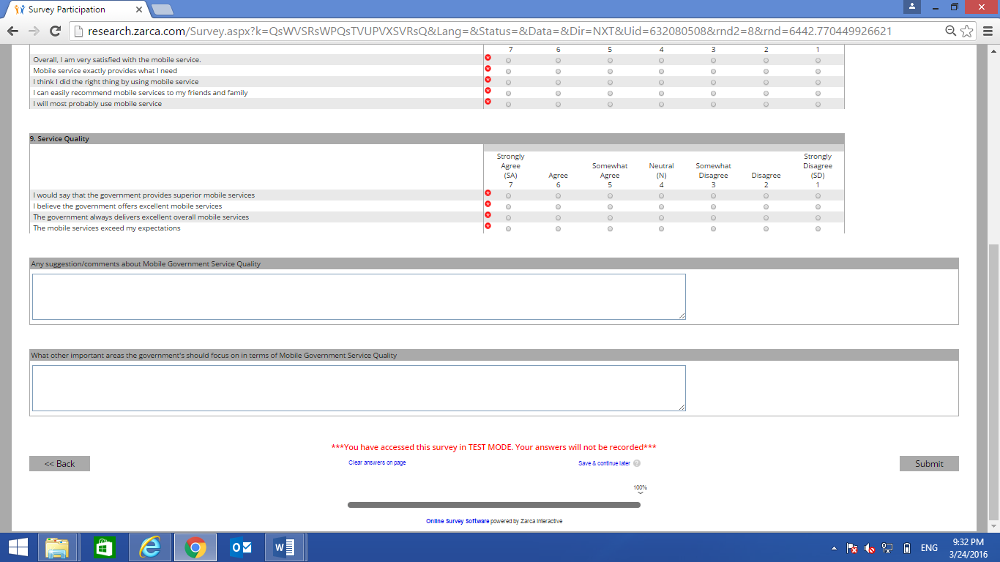 Survey Participation
research.zarca.com/Survey.aspx?k=QsWVSRsWPQsTVUPVXSVRsQ&Lang=&Status=&Data=&Dir=NXT&Uid=632080508&rnd2=8&rnd=6442.770449926621
7 6 5 4 3 2 1
Overall, I am very satisfied with the mobile service.
Mobile service exactly provides what I need
I think I did the right thing by using mobile service
I can easily recommend mobile services to my friends and family
I will most probably use mobile service
9. Service Quality
Strongly Agree (SA) 7
Agree 6
Somewhat Agree 5
Neutral (N) 4
Somewhat Disagree 3
Disagree 2
Strongly Disagree (SD) 1
I would say that the government provides superior mobile services
I believe the government offers excellent mobile services
The government always delivers excellent overall mobile services
The mobile services exceed my expectations
Any suggestion/comments about Mobile Government Service Quality
What other important areas the government's should focus on in terms of Mobile Government Service Quality
***You have accessed this survey in TEST MODE. Your answers will not be recorded***
<< Back
Clear answers on page
Save & continue later ?
Submit
100%
Online Survey Software powered by Zarca Interactive
ENG
9:32 PM
3/24/2016